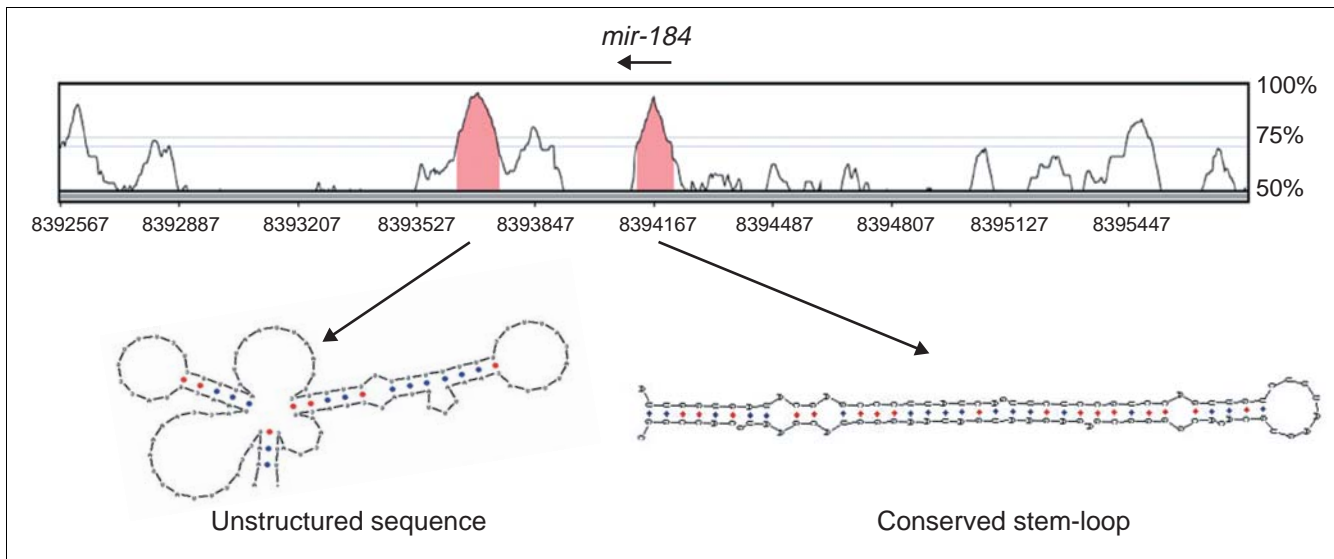 mir-184
100%
75%
50%
8392567 8392887 8393207 8393527 8393847 8394167 8394487 8394807 8395127 8395447
Unstructured sequence
Conserved stem-loop